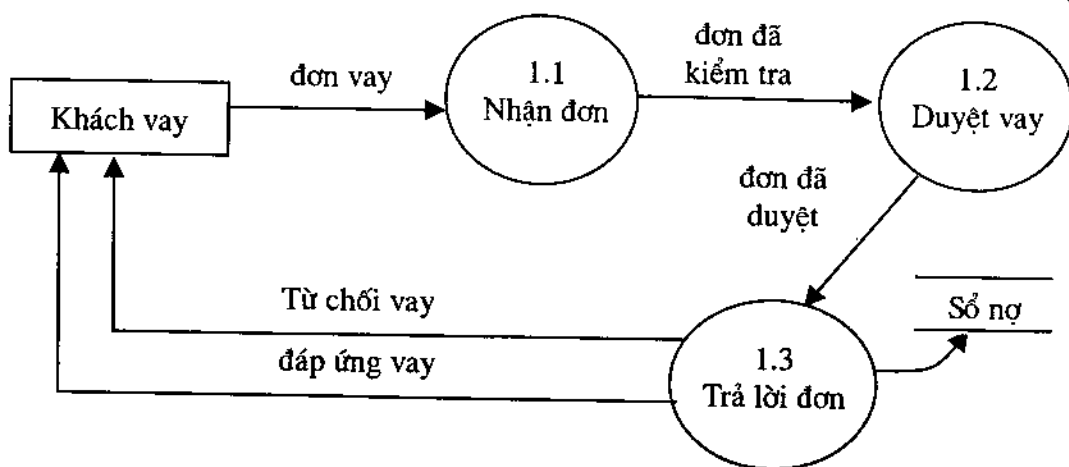 đơn vay
đơn đã
kiểm tra
Khách vay
1.1
Nhận đơn
1.2
Duyệt vay
đơn đã
duyệt
Từ chối vay
đáp ứng vay
Sổ nợ
1.3
Trả lời đơn